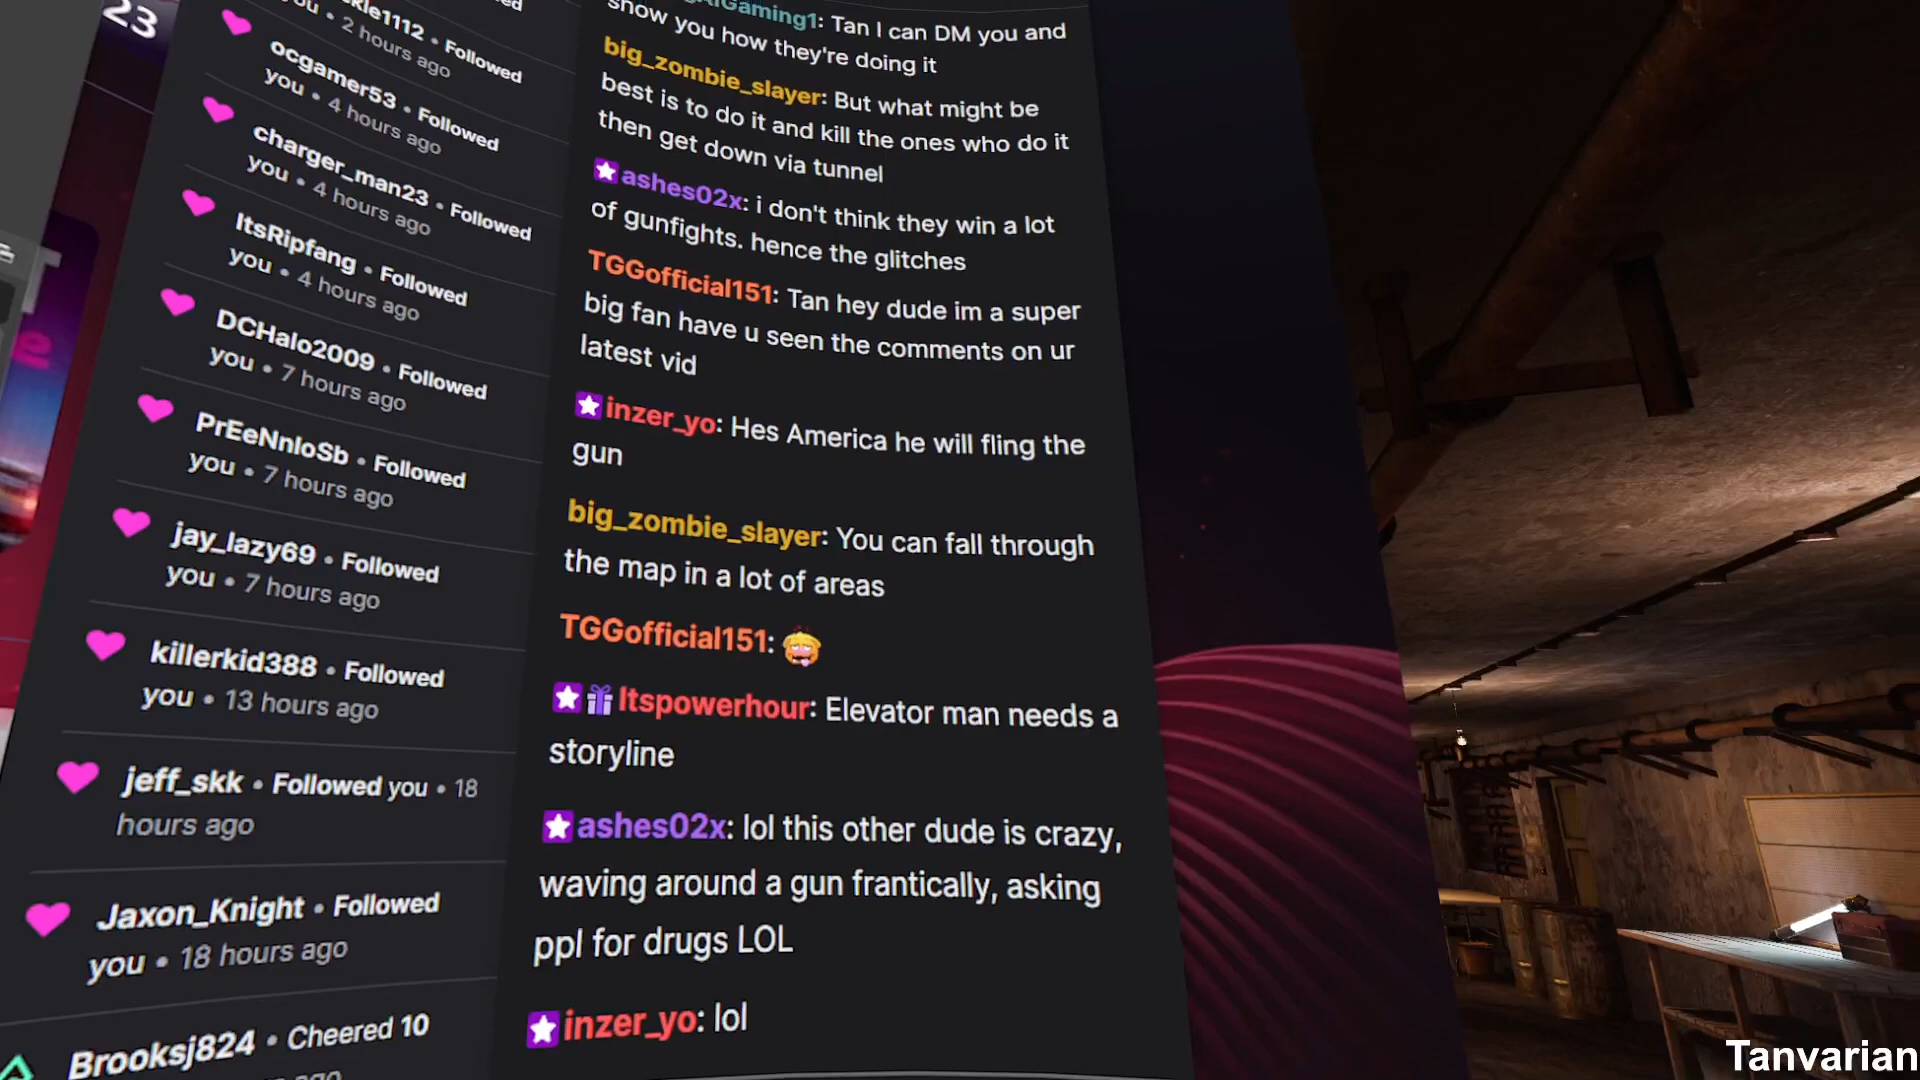 23
kle1112 • Followed
you • 2 hours ago
ocgamer53 • Followed
you • 4 hours ago
charger_man23 • Followed
you • 4 hours ago
ItsRipfang • Followed
you • 4 hours ago
DCHalo2009 • Followed
you • 7 hours ago
PrEeNnIoSb • Followed
you • 7 hours ago
jay_lazy69 • Followed
you • 7 hours ago
killerkid388 • Followed
you • 13 hours ago
jeff_skk • Followed you • 18
hours ago
Jaxon_Knight • Followed
you • 18 hours ago
Brooksj824 • Cheered 10
ago
Gaming1: Tan I can DM you and
show you how they're doing it
big_zombie_slayer: But what might be
best is to do it and kill the ones who do it
then get down via tunnel
ashes02x: i don't think they win a lot
of gunfights. hence the glitches
TGGofficial151: Tan hey dude im a super
big fan have u seen the comments on ur
latest vid
inzer_yo: Hes America he will fling the
gun
big_zombie_slayer: You can fall through
the map in a lot of areas
TGGofficial151:
Itspowerhour: Elevator man needs a
storyline
ashes02x: lol this other dude is crazy,
waving around a gun frantically, asking
ppl for drugs LOL
inzer_yo: lol
Tanvarian